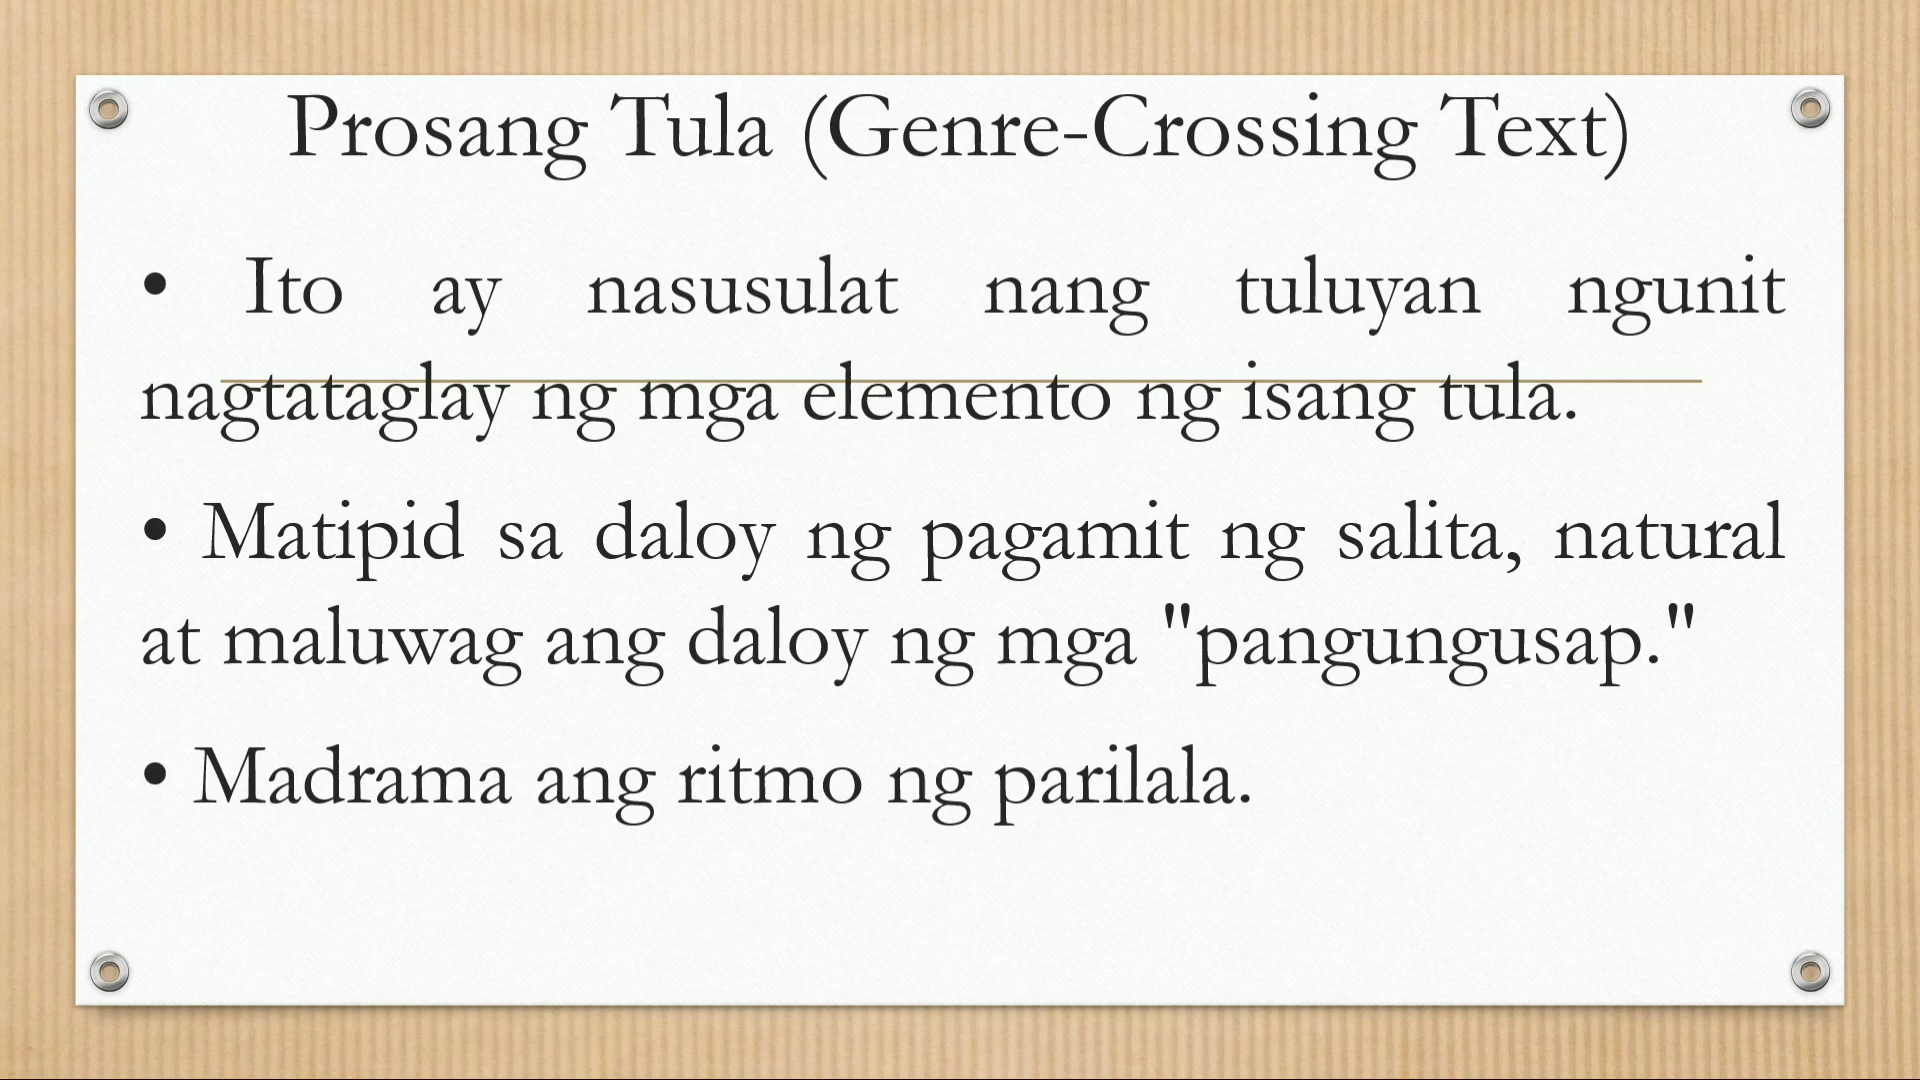 Prosang Tula (Genre-Crossing Text)
• Ito ay nasusulat nang tuluyan ngunit
nagtataglay ng mga elemento ng isang tula.
• Matipid sa daloy ng pagamit ng salita, natural
at maluwag ang daloy ng mga "pangungusap."
• Madrama ang ritmo ng parilala.